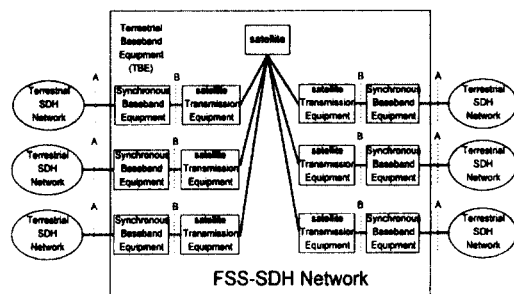 Terrestrial
Baseband
Equipment
(TBE)
satellite
A
B
B
A
Terrestrial
SDH
Network
Synchronous
Baseband
Equipment
satellite
Transmission
Equipment
satellite
Transmission
Equipment
Synchronous
Baseband
Equipment
Terrestrial
SDH
Network
A
B
B
A
Terrestrial
SDH
Network
Synchronous
Baseband
Equipment
satellite
Transmission
Equipment
satellite
Transmission
Equipment
Synchronous
Baseband
Equipment
Terrestrial
SDH
Network
A
B
B
A
Terrestrial
SDH
Network
Synchronous
Baseband
Equipment
satellite
Transmission
Equipment
satellite
Transmission
Equipment
Synchronous
Baseband
Equipment
Terrestrial
SDH
Network
FSS-SDH Network